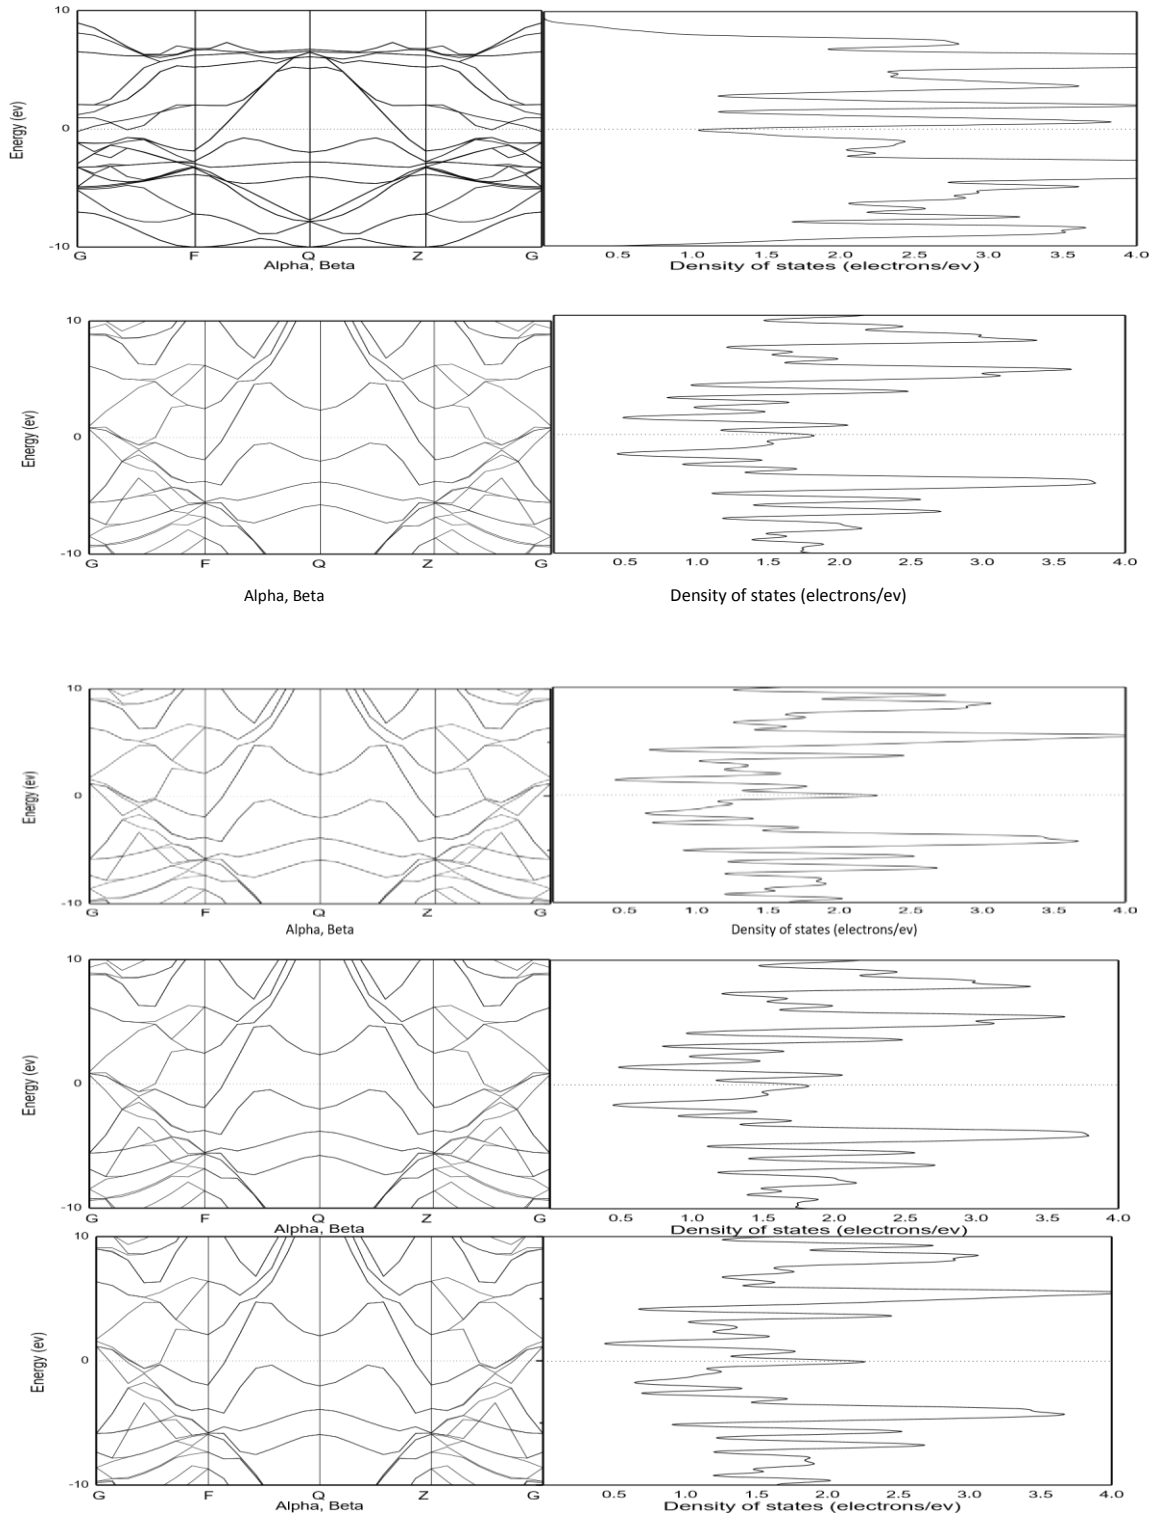 10
Energy (ev)
0
-10
G F Q Z G
Alpha, Beta
0.5 1.0 1.5 2.0 2.5 3.0 3.5 4.0
Density of states (electrons/ev)
10
Energy (ev)
0
-10
G F Q Z G
0.5 1.0 1.5 2.0 2.5 3.0 3.5 4.0
Alpha, Beta
Density of states (electrons/ev)
10
Energy (ev)
0
-10
G F Q Z G
0.5 1.0 1.5 2.0 2.5 3.0 3.5 4.0
Alpha, Beta
Density of states (electrons/ev)
10
Energy (ev)
0
-10
G F Q Z G
0.5 1.0 1.5 2.0 2.5 3.0 3.5 4.0
Alpha, Beta
Density of states (electrons/ev)
10
Energy (ev)
0
-10
G F Q Z G
0.5 1.0 1.5 2.0 2.5 3.0 3.5 4.0
Alpha, Beta
Density of states (electrons/ev)